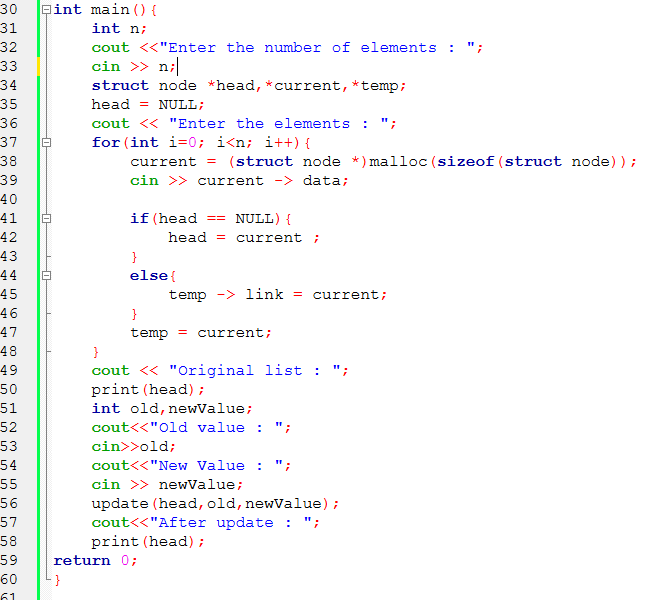 30 int main(){
31     int n;
32     cout <<"Enter the number of elements : ";
33     cin >> n;
34     struct node *head,*current,*temp;
35     head = NULL;
36     cout << "Enter the elements : ";
37     for(int i=0; i<n; i++){
38         current = (struct node *)malloc(sizeof(struct node));
39         cin >> current -> data;
40
41         if(head == NULL){
42             head = current ;
43         }
44         else{
45             temp -> link = current;
46         }
47         temp = current;
48     }
49     cout << "Original list : ";
50     print(head);
51     int old,newValue;
52     cout<<"Old value : ";
53     cin>>old;
54     cout<<"New Value : ";
55     cin >> newValue;
56     update(head,old,newValue);
57     cout<<"After update : ";
58     print(head);
59 return 0;
60 }
61